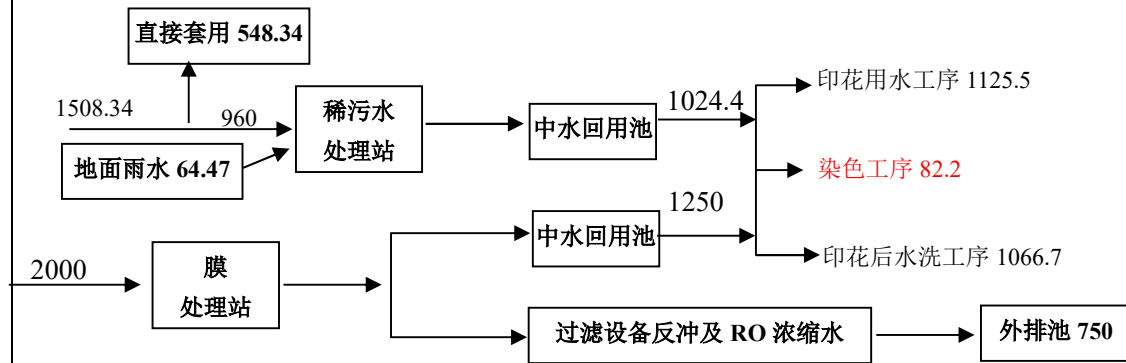 直接套用 548.34
1508.34
960
地面雨水 64.47
稀污水
处理站
中水回用池
1024.4
印花用水工序 1125.5
染色工序 82.2
印花后水洗工序 1066.7
中水回用池
1250
2000
膜
处理站
过滤设备反冲及 RO 浓缩水
外排池 750